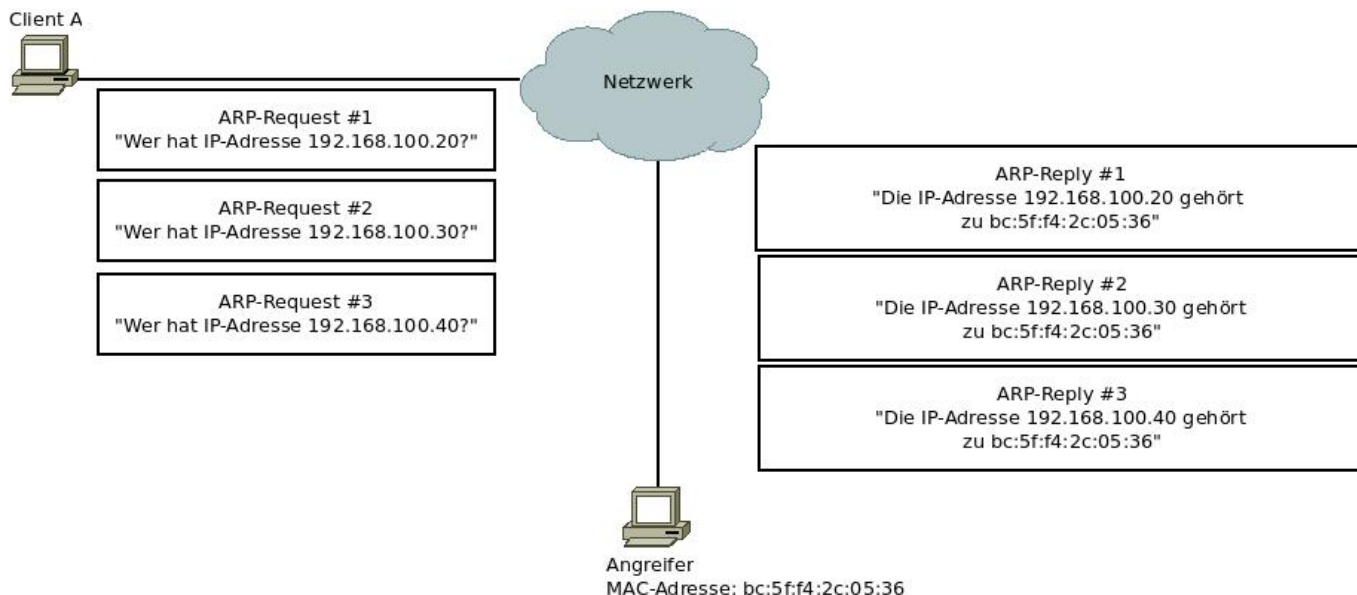 Client A
Netzwerk
ARP-Request #1
"Wer hat IP-Adresse 192.168.100.20?"
ARP-Request #2
"Wer hat IP-Adresse 192.168.100.30?"
ARP-Request #3
"Wer hat IP-Adresse 192.168.100.40?"
ARP-Reply #1
"Die IP-Adresse 192.168.100.20 gehört
zu bc:5f:f4:2c:05:36"
ARP-Reply #2
"Die IP-Adresse 192.168.100.30 gehört
zu bc:5f:f4:2c:05:36"
ARP-Reply #3
"Die IP-Adresse 192.168.100.40 gehört
zu bc:5f:f4:2c:05:36"
Angreifer
MAC-Adresse: bc:5f:f4:2c:05:36